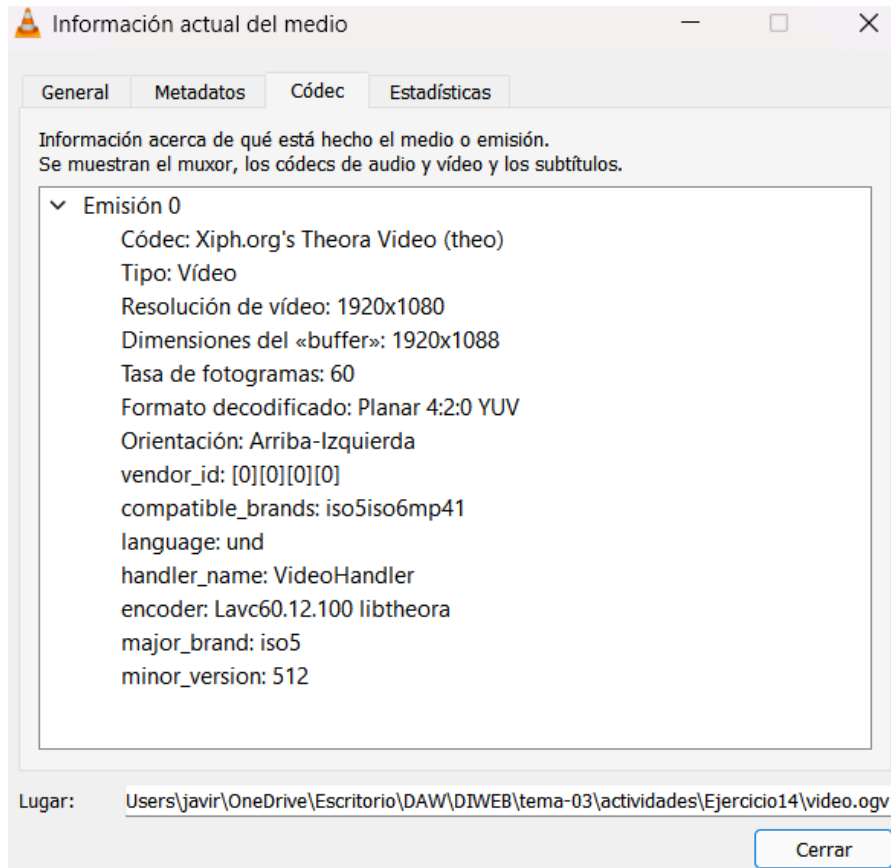 Información actual del medio
General Metadatos Códec Estadísticas
Información acerca de qué está hecho el medio o emisión.
Se muestran el muxor, los códecs de audio y vídeo y los subtítulos.
Emisión 0
Códec: Xiph.org's Theora Video (theo)
Tipo: Vídeo
Resolución de vídeo: 1920x1080
Dimensiones del «buffer»: 1920x1088
Tasa de fotogramas: 60
Formato decodificado: Planar 4:2:0 YUV
Orientación: Arriba-Izquierda
vendor_id: [0][0][0][0]
compatible_brands: iso5iso6mp41
language: und
handler_name: VideoHandler
encoder: Lavc60.12.100 libtheora
major_brand: iso5
minor_version: 512
Lugar: Users\javir\OneDrive\Escritorio\DAW\DIWEB\tema-03\actividades\Ejercicio14\video.ogv
Cerrar